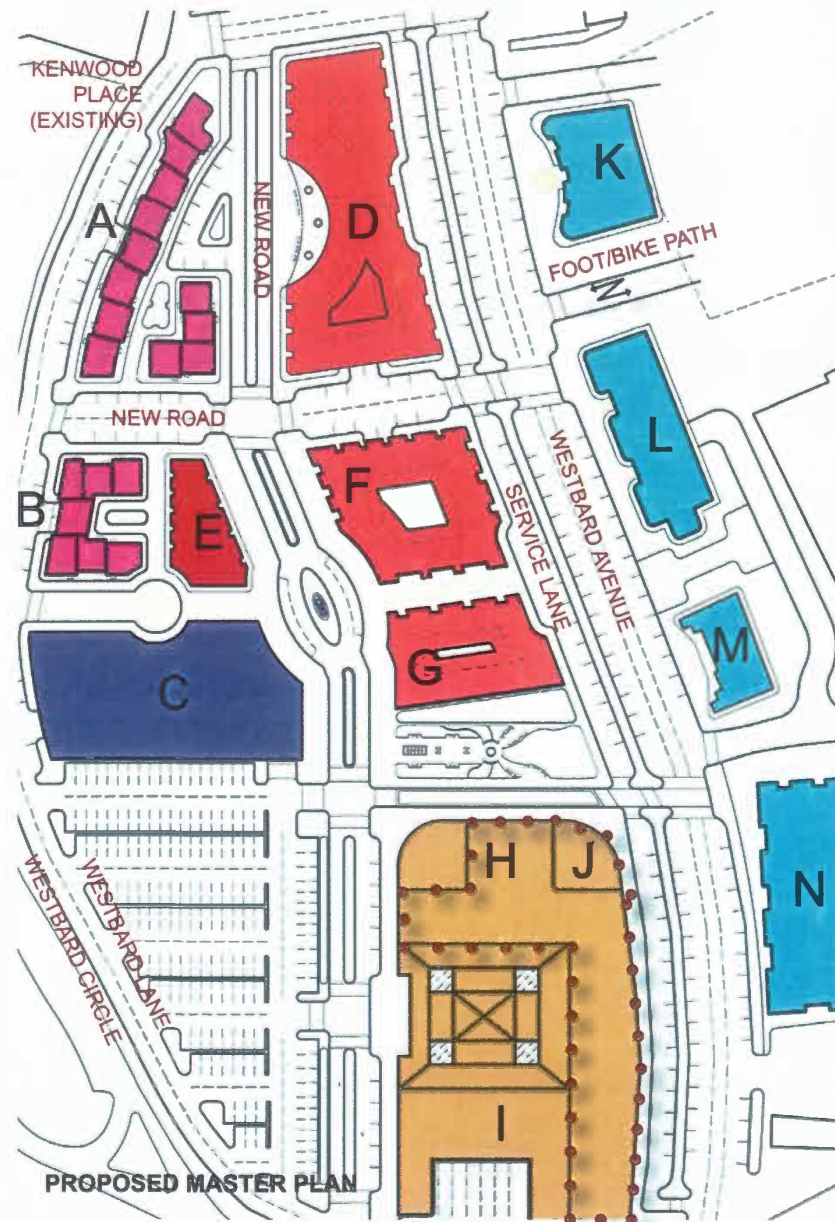 KENWOOD
PLACE
(EXISTING)
K
A
NEW ROAD
D
FOOT/BIKE PATH
N
NEW ROAD
L
WESTBARD AVENUE
F
SERVICE LANE
B
E
M
G
C
H
J
N
WESTBARD LANE
WESTBARD CIRCLE
I
PROPOSED MASTER PLAN